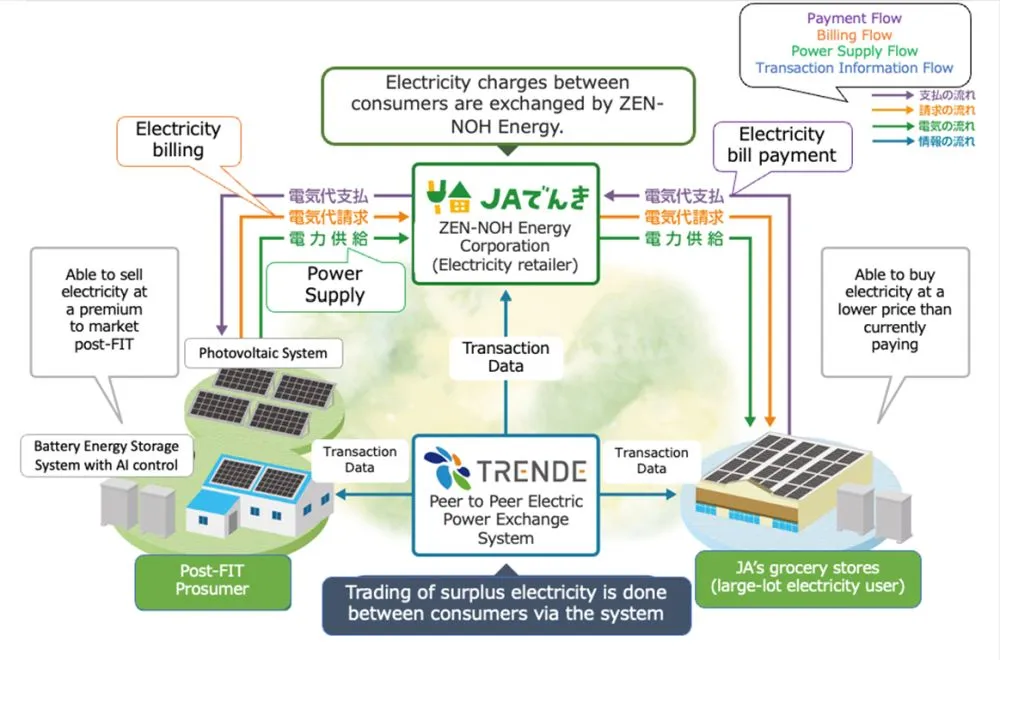 Payment Flow
Billing Flow
Power Supply Flow
Transaction Information Flow
支払の流れ
請求の流れ
電気の流れ
情報の流れ
Electricity charges between
consumers are exchanged by ZEN-
NOH Energy.
Electricity
billing
Electricity
bill payment
電気代支払
電気代請求
電力供給
JAでんき
ZEN-NOH Energy
Corporation
(Electricity retailer)
電気代支払
電気代請求
電力供給
Power
Supply
Able to sell
electricity at
a premium
to market
post-FIT
Able to buy
electricity at a
lower price than
currently
paying
Photovoltaic System
Transaction
Data
Battery Energy Storage
System with AI control
Transaction
Data
TRENDE
Peer to Peer Electric
Power Exchange
System
Transaction
Data
Post-FIT
Prosumer
JA's grocery stores
(large-lot electricity user)
Trading of surplus electricity is done
between consumers via the system